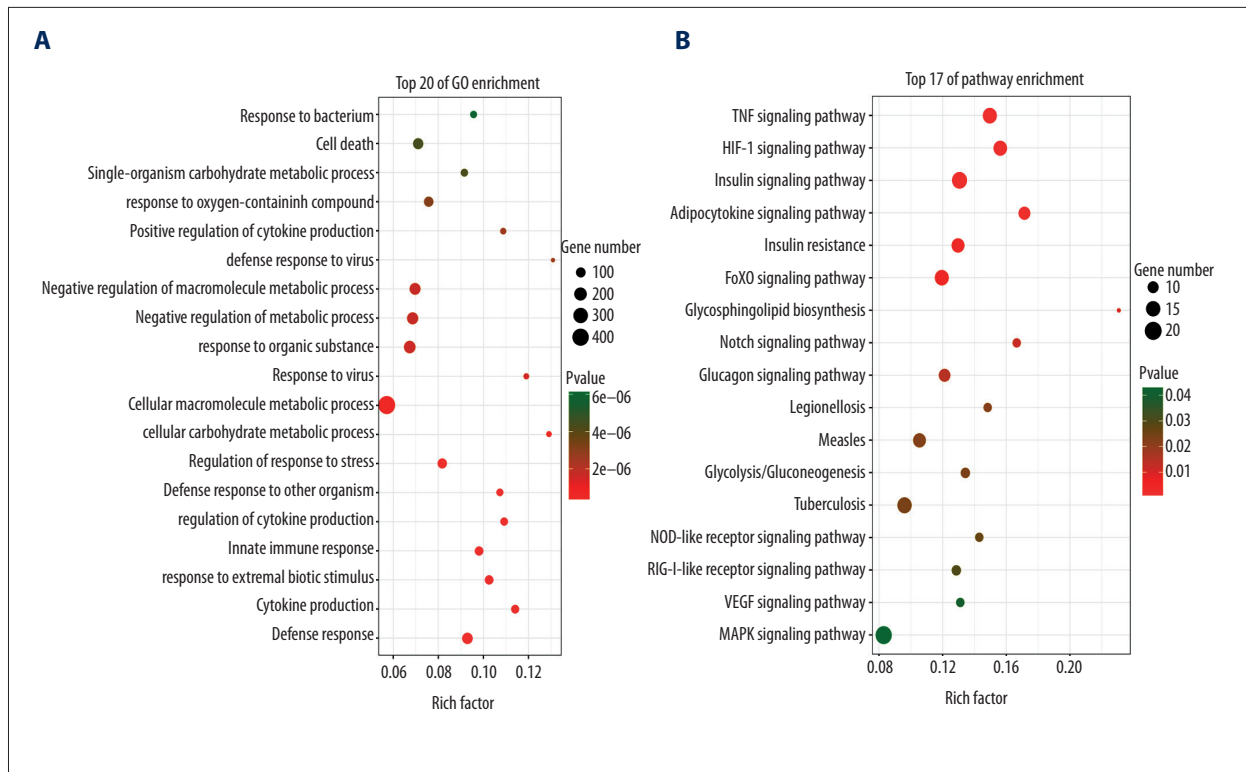 A
Top 20 of GO enrichment
Response to bacterium
Cell death
Single-organism carbohydrate metabolic process
response to oxygen-containinh compound
Positive regulation of cytokine production
defense response to virus
Negative regulation of macromolecule metabolic process
Negative regulation of metabolic process
response to organic substance
Response to virus
Cellular macromolecule metabolic process
cellular carbohydrate metabolic process
Regulation of response to stress
Defense response to other organism
regulation of cytokine production
Innate immune response
response to extremal biotic stimulus
Cytokine production
Defense response
0.06 0.08 0.10 0.12
Rich factor
Gene number
100
200
300
400
Pvalue
6e−06
4e−06
2e−06
B
Top 17 of pathway enrichment
TNF signaling pathway
HIF-1 signaling pathway
Insulin signaling pathway
Adipocytokine signaling pathway
Insulin resistance
FoXO signaling pathway
Glycosphingolipid biosynthesis
Notch signaling pathway
Glucagon signaling pathway
Legionellosis
Measles
Glycolysis/Gluconeogenesis
Tuberculosis
NOD-like receptor signaling pathway
RIG-I-like receptor signaling pathway
VEGF signaling pathway
MAPK signaling pathway
0.08 0.12 0.16 0.20
Rich factor
Gene number
10
15
20
Pvalue
0.04
0.03
0.02
0.01